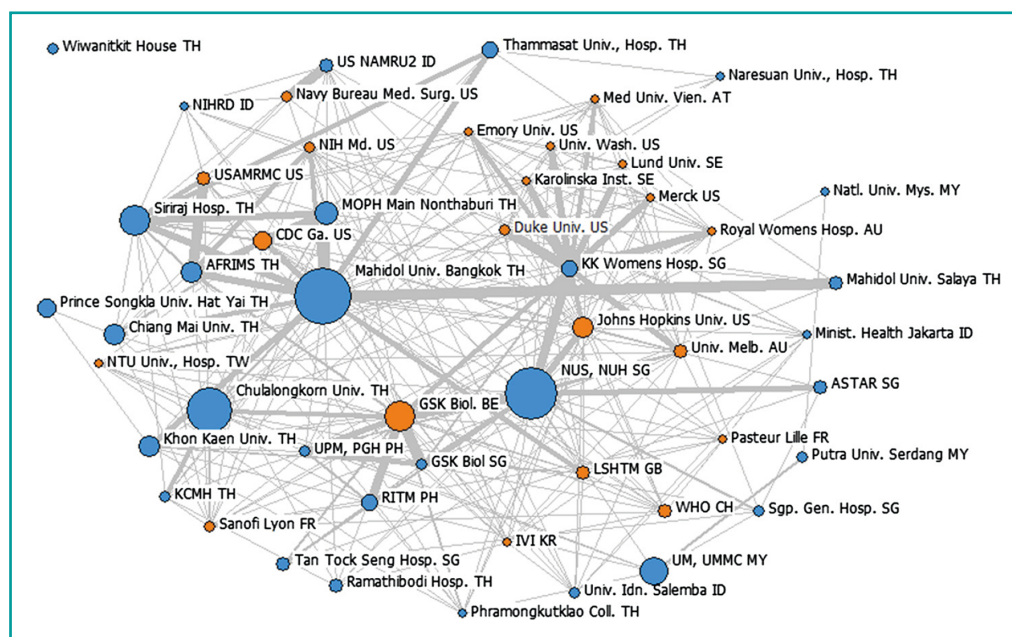 Wiwanitkit House TH
Thammasat Univ., Hosp. TH
US NAMRU2 ID
Naresuan Univ., Hosp. TH
Navy Bureau Med. Surg. US
Med Univ. Vien. AT
NIHRD ID
Emory Univ. US
NIH Md. US
Univ. Wash. US
Lund Univ. SE
USAMRMC US
Karolinska Inst. SE
Natl. Univ. Mys. MY
Merck US
Siriraj Hosp. TH
MOPH Main Nonthaburi TH
Duke Univ. US
Royal Womens Hosp. AU
CDC Ga. US
AFRIMS TH
Mahidol Univ. Bangkok TH
KK Womens Hosp. SG
Mahidol Univ. Salaya TH
Prince Songkla Univ. Hat Yai TH
Chiang Mai Univ. TH
Johns Hopkins Univ. US
Minist. Health Jakarta ID
Univ. Melb. AU
NTU Univ., Hosp. TW
NUS, NUH SG
Chulalongkorn Univ. TH
ASTAR SG
GSK Biol. BE
Khon Kaen Univ. TH
Pasteur Lille FR
UPM, PGH PH
Putra Univ. Serdang MY
GSK Biol SG
LSHTM GB
KCMH TH
RITM PH
WHO CH
Sgp. Gen. Hosp. SG
Sanofi Lyon FR
IVI KR
Tan Tock Seng Hosp. SG
UM, UMMC MY
Ramathibodi Hosp. TH
Univ. Idn. Salemba ID
Phramongkutklao Coll. TH